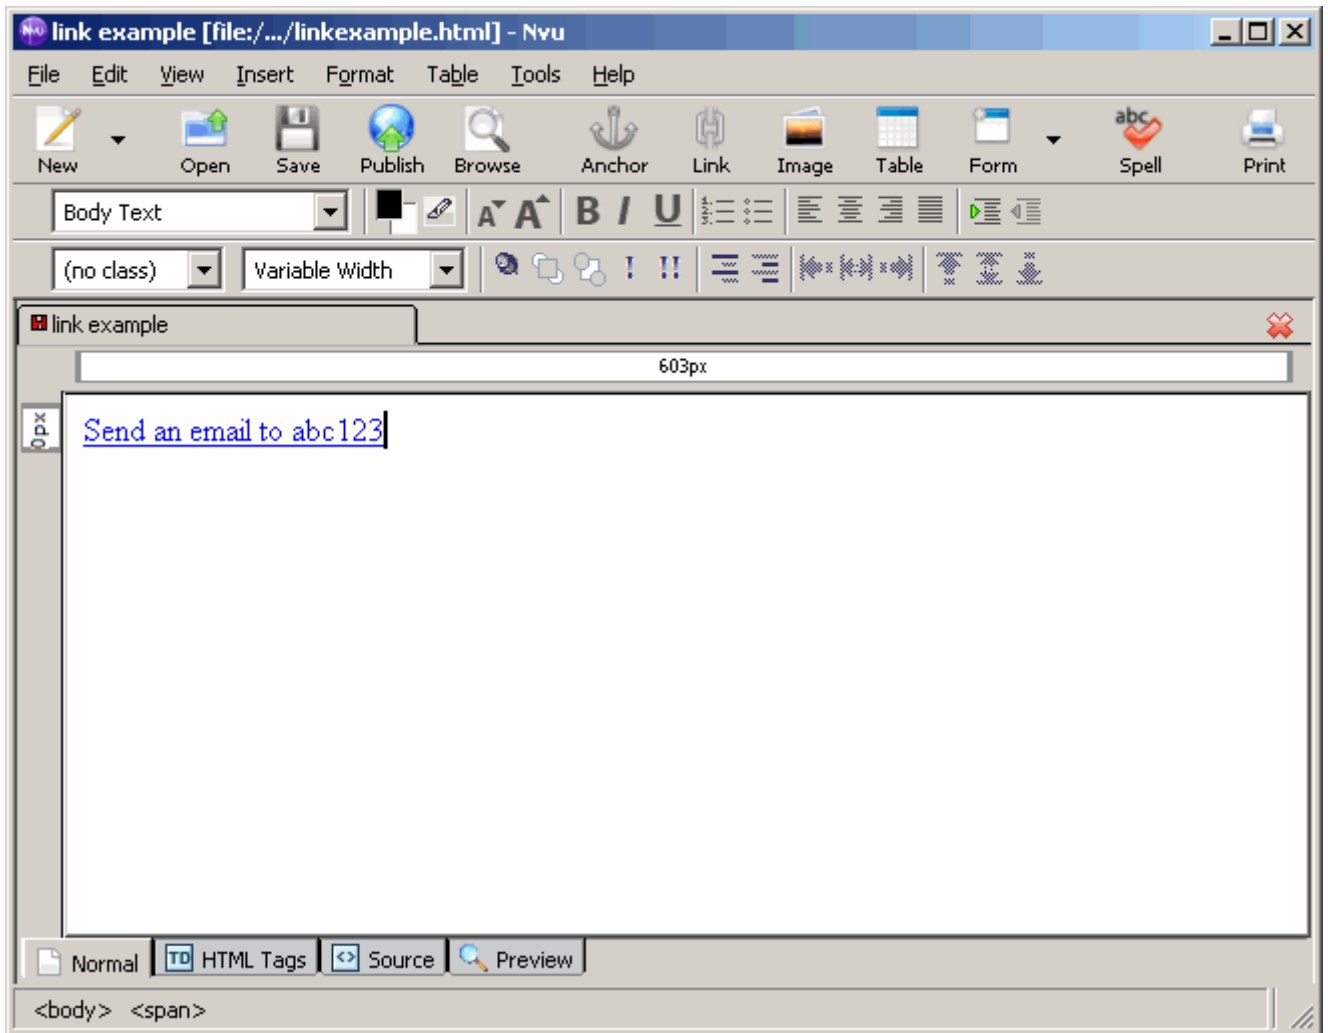 link example [file:/.../linkexample.html] - Nvu
File Edit View Insert Format Table Tools Help
abc
New Open Save Publish Browse Anchor Link Image Table Form Spell Print
Body Text A A B I U
(no class) Variable Width ! !!
link example
603px
0px
Send an email to abc123
Normal TD HTML Tags <> Source Preview
<body> <span>